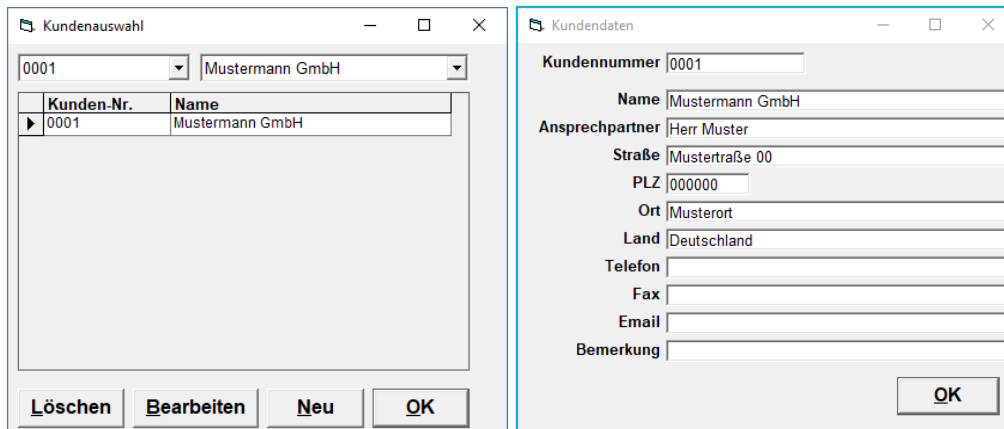 Kundenauswahl
0001 Mustermann GmbH
Kunden-Nr. Name
0001 Mustermann GmbH
Löschen Bearbeiten Neu OK
Kundendaten
Kundennummer 0001
Name Mustermann GmbH
Ansprechpartner Herr Muster
Straße Mustertraße 00
PLZ 000000
Ort Musterort
Land Deutschland
Telefon
Fax
Email
Bemerkung
OK